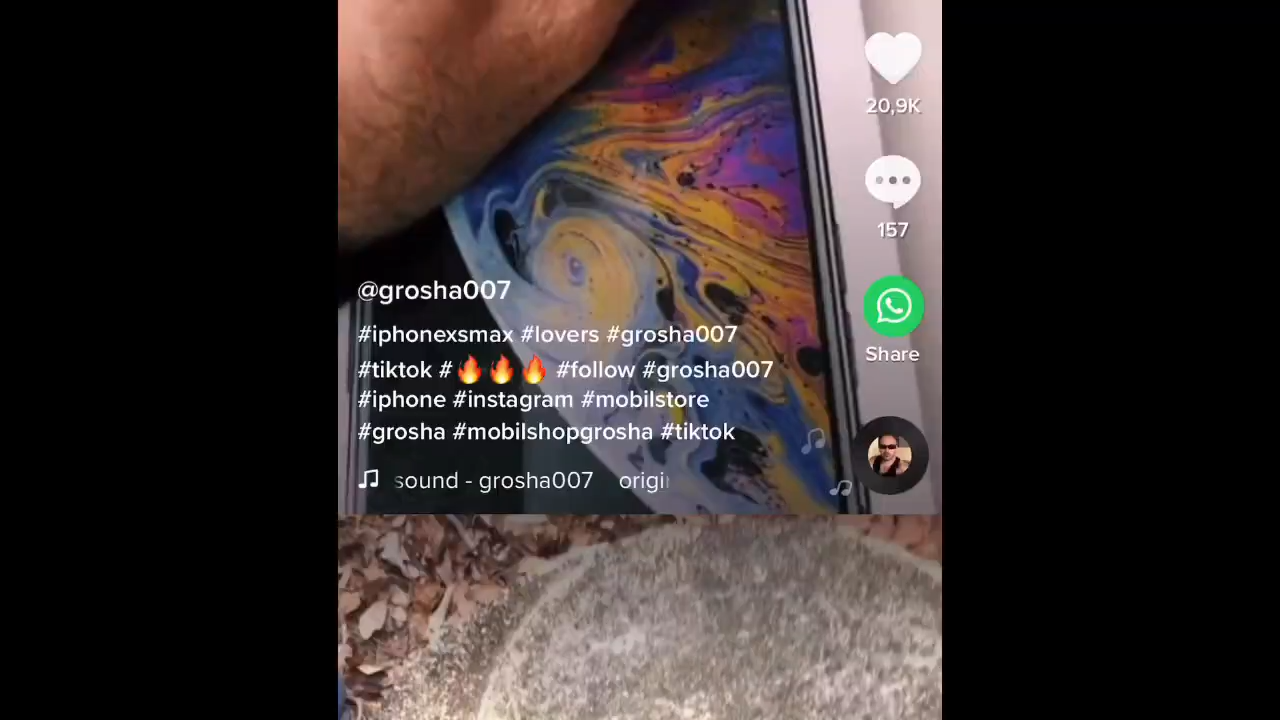 20,9K
157
@grosha007
#iphonexsmax #lovers #grosha007
#tiktok #🔥🔥🔥 #follow #grosha007
#iphone #instagram #mobilstore
#grosha #mobilshopgrosha #tiktok
Share
sound - grosha007